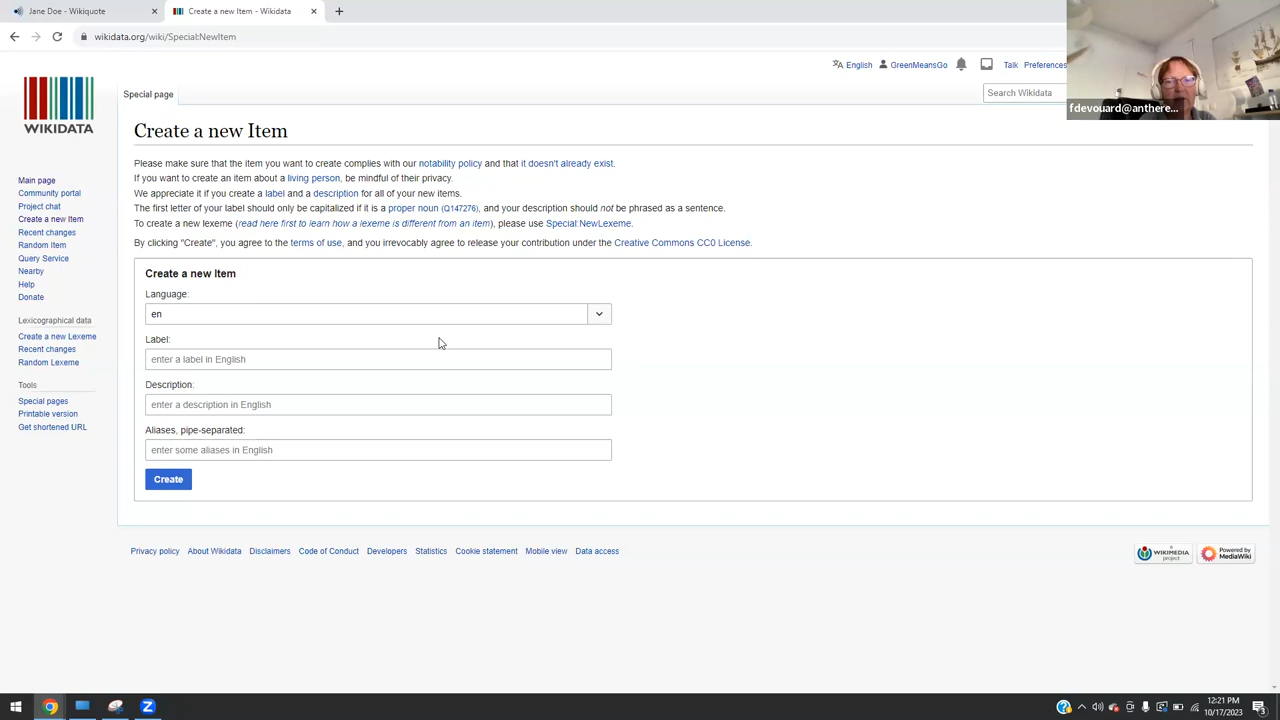 Jane Doe - Wikiquote
Create a new Item - Wikidata
wikidata.org/wiki/Special:NewItem
English
GreenMeansGo
Talk
Preferences
fdevouard@anthere...
WIKIDATA
Special page
Search Wikidata
Create a new Item
Please make sure that the item you want to create complies with our notability policy and that it doesn't already exist.
If you want to create an item about a living person, be mindful of their privacy.
We appreciate it if you create a label and a description for all of your new items.
The first letter of your label should only be capitalized if it is a proper noun (Q147276), and your description should not be phrased as a sentence.
To create a new lexeme (read here first to learn how a lexeme is different from an item), please use Special:NewLexeme.
By clicking "Create", you agree to the terms of use, and you irrevocably agree to release your contribution under the Creative Commons CC0 License.
Main page
Community portal
Project chat
Create a new Item
Recent changes
Random Item
Query Service
Nearby
Help
Donate
Lexicographical data
Create a new Lexeme
Recent changes
Random Lexeme
Tools
Special pages
Printable version
Get shortened URL
Create a new Item
Language:
en
Label:
enter a label in English
Description:
enter a description in English
Aliases, pipe-separated:
enter some aliases in English
Create
Privacy policy
About Wikidata
Disclaimers
Code of Conduct
Developers
Statistics
Cookie statement
Mobile view
Data access
A
WIKIMEDIA
project
Powered by
MediaWiki
12:21 PM
10/17/2023
3